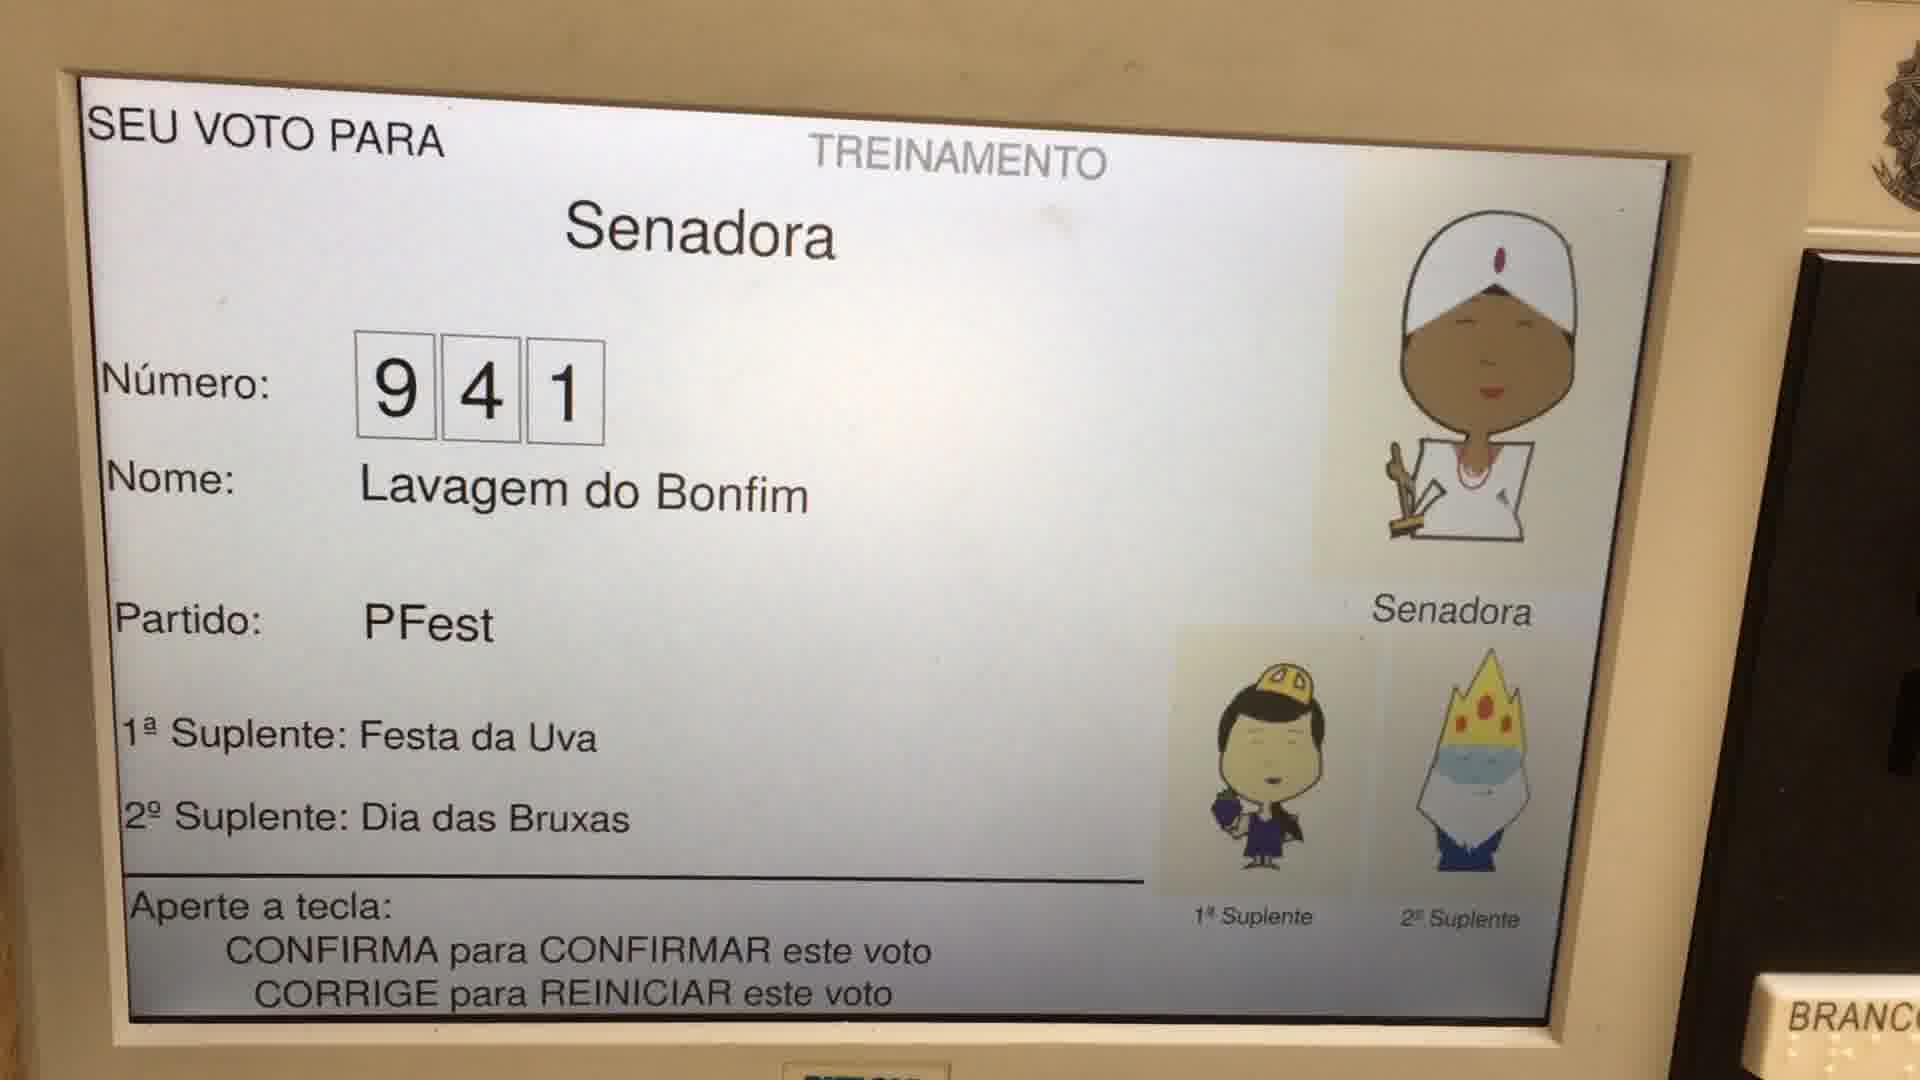 SEU VOTO PARA
TREINAMENTO
Senadora
Número: 9 4 1
Nome: Lavagem do Bonfim
Partido: PFest
1ª Suplente: Festa da Uva
2º Suplente: Dia das Bruxas
Aperte a tecla:
CONFIRMA para CONFIRMAR este voto
CORRIGE para REINICIAR este voto
Senadora
1ª Suplente
2º Suplente